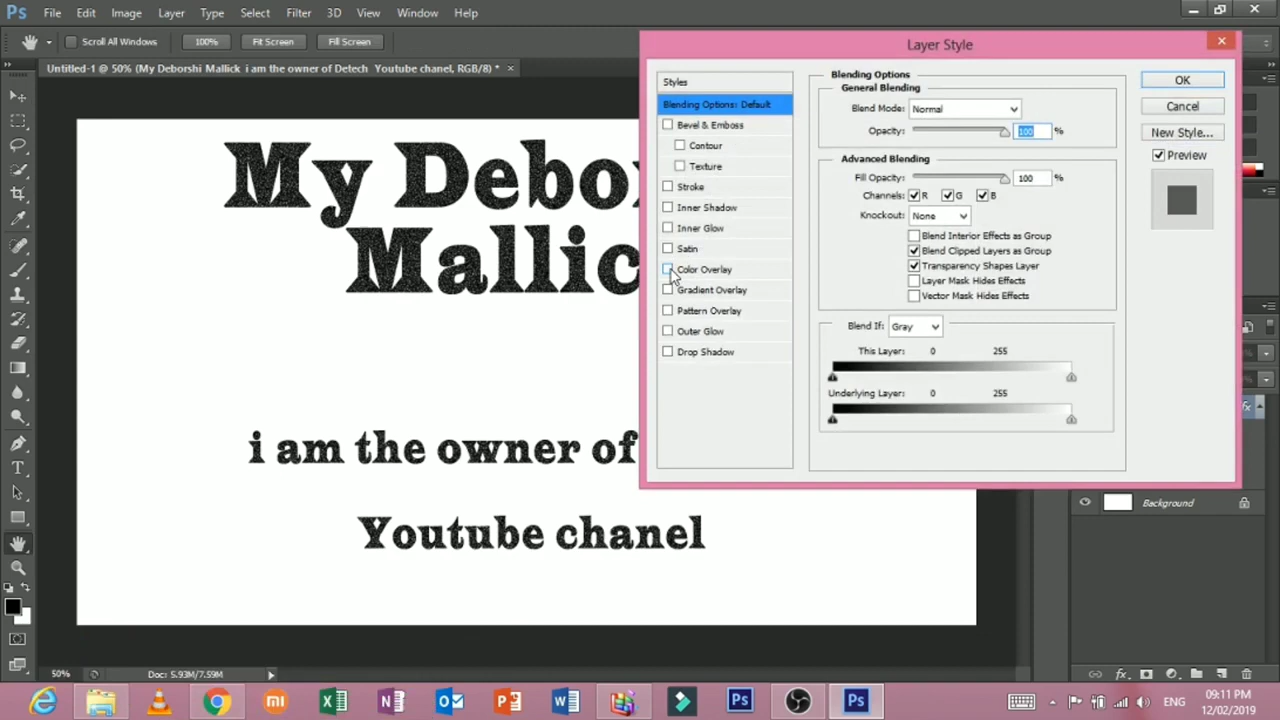 Ps File Edit Image Layer Type Select Filter 3D View Window Help
Scroll All Windows 100% Fit Screen Fill Screen
Untitled-1 @ 50% (My Deborshi Mallick i am the owner of Detech Youtube chanel, RGB/8) * ×
My Debor
Mallic
i am the owner of
Youtube chanel
Layer Style
Styles
Blending Options: Default
Bevel & Emboss
Contour
Texture
Stroke
Inner Shadow
Inner Glow
Satin
Color Overlay
Gradient Overlay
Pattern Overlay
Outer Glow
Drop Shadow
Blending Options
General Blending
Blend Mode: Normal
Opacity: 100 %
Advanced Blending
Fill Opacity: 100 %
Channels: R G B
Knockout: None
Blend Interior Effects as Group
Blend Clipped Layers as Group
Transparency Shapes Layer
Layer Mask Hides Effects
Vector Mask Hides Effects
Blend If: Gray
This Layer: 0 255
Underlying Layer: 0 255
OK
Cancel
New Style...
Preview
fx
Background
50% Doc: 5.93M/7.59M
fx
ENG
09:11 PM
12/02/2019